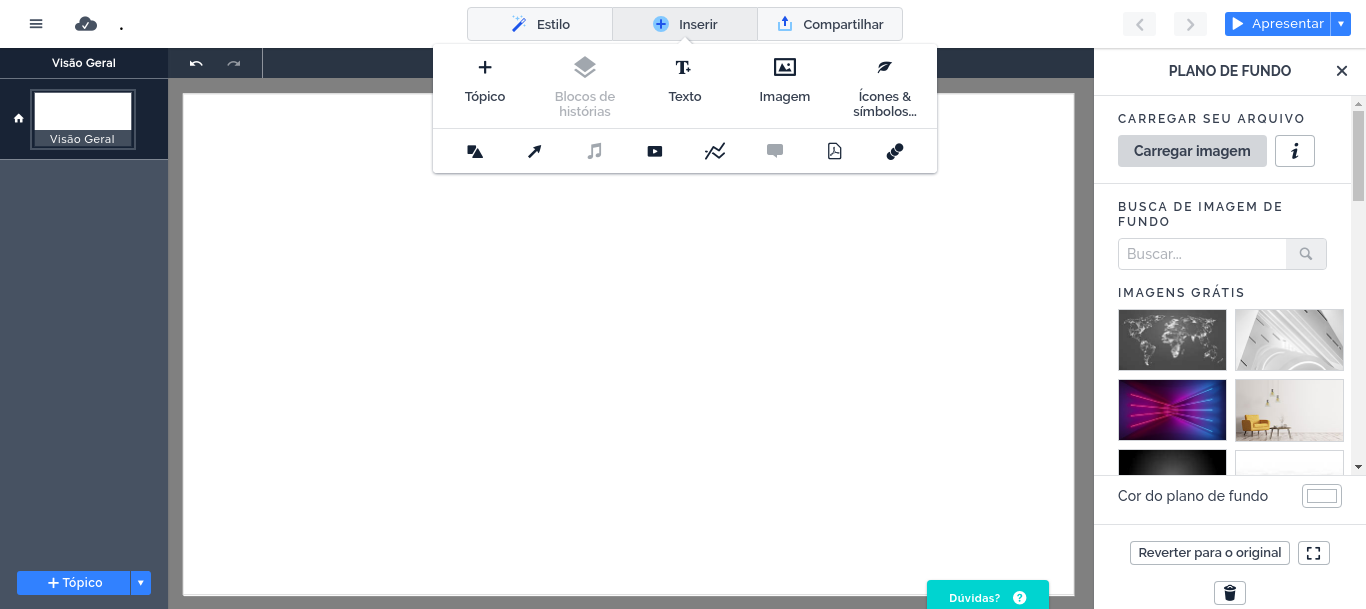 .
Estilo
Inserir
Compartilhar
Apresentar
Visão Geral
PLANO DE FUNDO
Tópico
Blocos de
histórias
Texto
Imagem
Ícones &
símbolos...
Visão Geral
CARREGAR SEU ARQUIVO
Carregar imagem
i
BUSCA DE IMAGEM DE
FUNDO
Buscar...
IMAGENS GRÁTIS
Cor do plano de fundo
Reverter para o original
+ Tópico
Dúvidas? ?